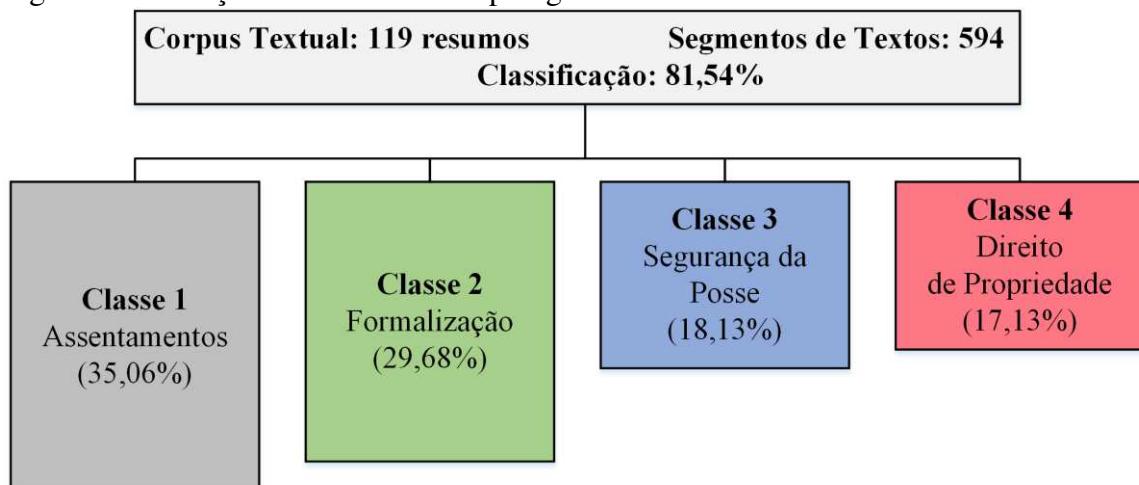 Corpus Textual: 119 resumos Segmentos de Textos: 594
Classificação: 81,54%
Classe 1
Assentamentos
(35,06%)
Classe 2
Formalização
(29,68%)
Classe 3
Segurança da
Posse
(18,13%)
Classe 4
Direito
de Propriedade
(17,13%)